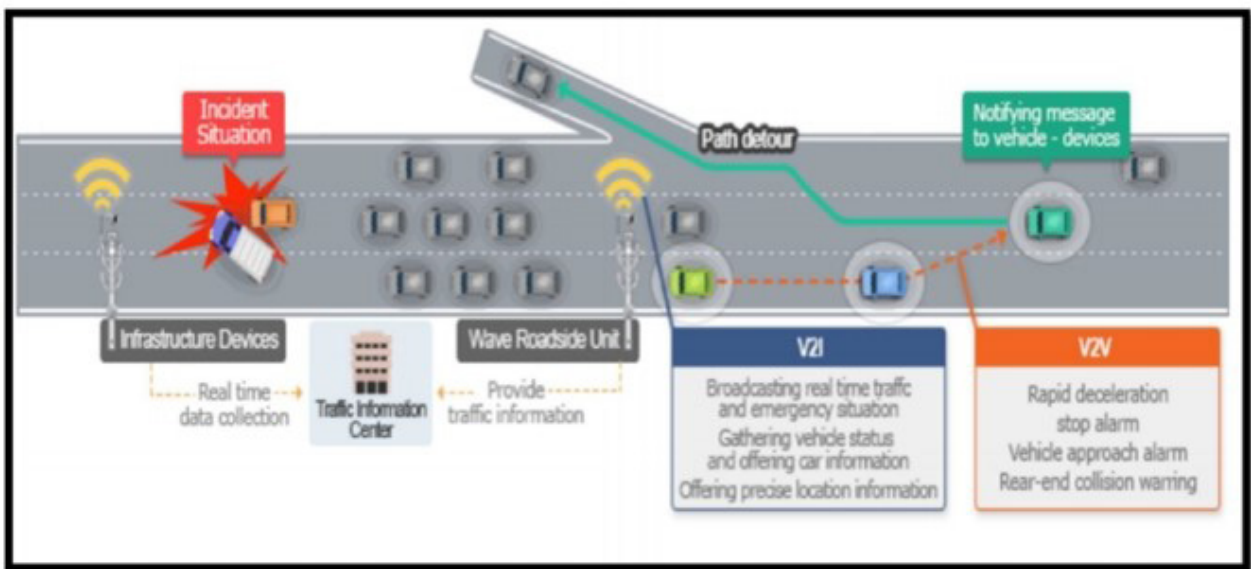 Incident
Situation
Path detour
Notifying message
to vehicle - devices
Infrastructure Devices
Wave Roadside Unit
Real time
data collection
Traffic Information
Center
Provide
traffic information
V2I
Broadcasting real time traffic
and emergency situation
Gathering vehicle status
and offering car information
Offering precise location information
V2V
Rapid deceleration
stop alarm
Vehicle approach alarm
Rear-end collision warring